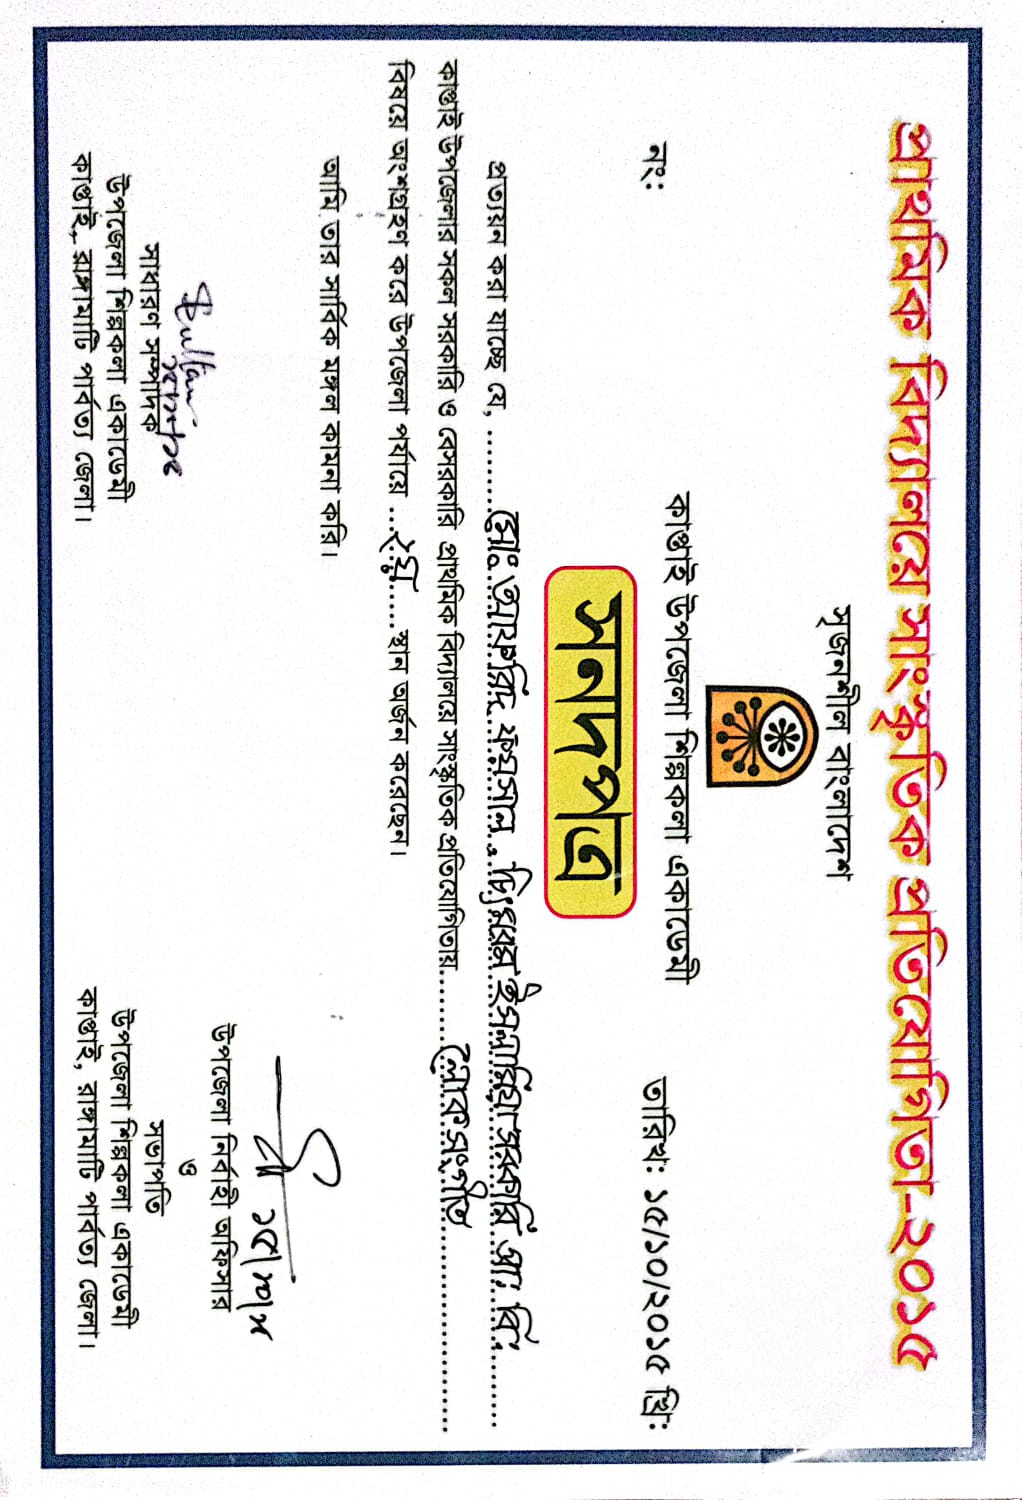 প্রাথমিক বিদ্যালয়ে সাংস্কৃতিক প্রতিযোগিতা-২০১৫
সৃজনশীল বাংলাদেশ
কাপ্তাই উপজেলা শিল্পকলা একাডেমী
নং:
তারিখ: ১৫/১০/২০১৫ খ্রি:
সনদপত্র
প্রত্যয়ন করা যাচ্ছে যে, ........মোঃ আফরিদ ফয়সাল, চিৎমরম ইসলামিয়া সরকারি প্রা: বি:........
কাপ্তাই উপজেলার সকল সরকারি ও বেসরকারি প্রাথমিক বিদ্যালয়ে সাংস্কৃতিক প্রতিযোগিতায়........লোকসংগীত........
বিষয়ে অংশগ্রহণ করে উপজেলা পর্যায়ে ...২য়.....স্থান অর্জন করেছেন।
আমি তার সার্বিক মঙ্গল কামনা করি।
১৫/১০/১৫
উপজেলা নির্বাহী অফিসার
ও
সভাপতি
উপজেলা শিল্পকলা একাডেমী
কাপ্তাই, রাঙ্গামাটি পার্বত্য জেলা।
Sultan
সাধারণ সম্পাদক
উপজেলা শিল্পকলা একাডেমী
কাপ্তাই, রাঙ্গামাটি পার্বত্য জেলা।